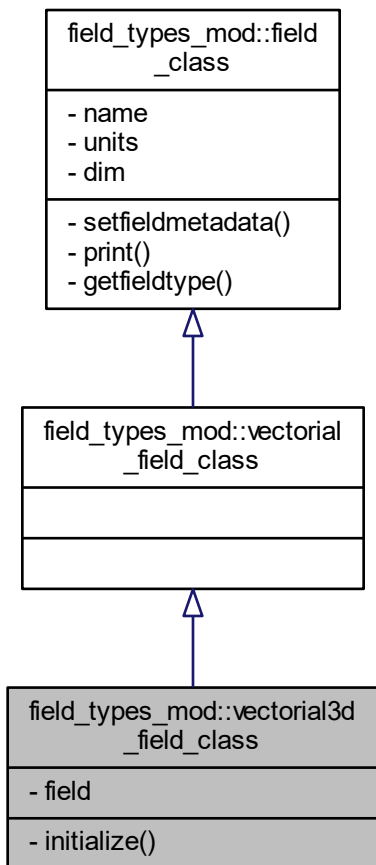 field_types_mod::field
_class
- name
- units
- dim
- setfieldmetadata()
- print()
- getfieldtype()
field_types_mod::vectorial
_field_class
field_types_mod::vectorial3d
_field_class
- field
- initialize()